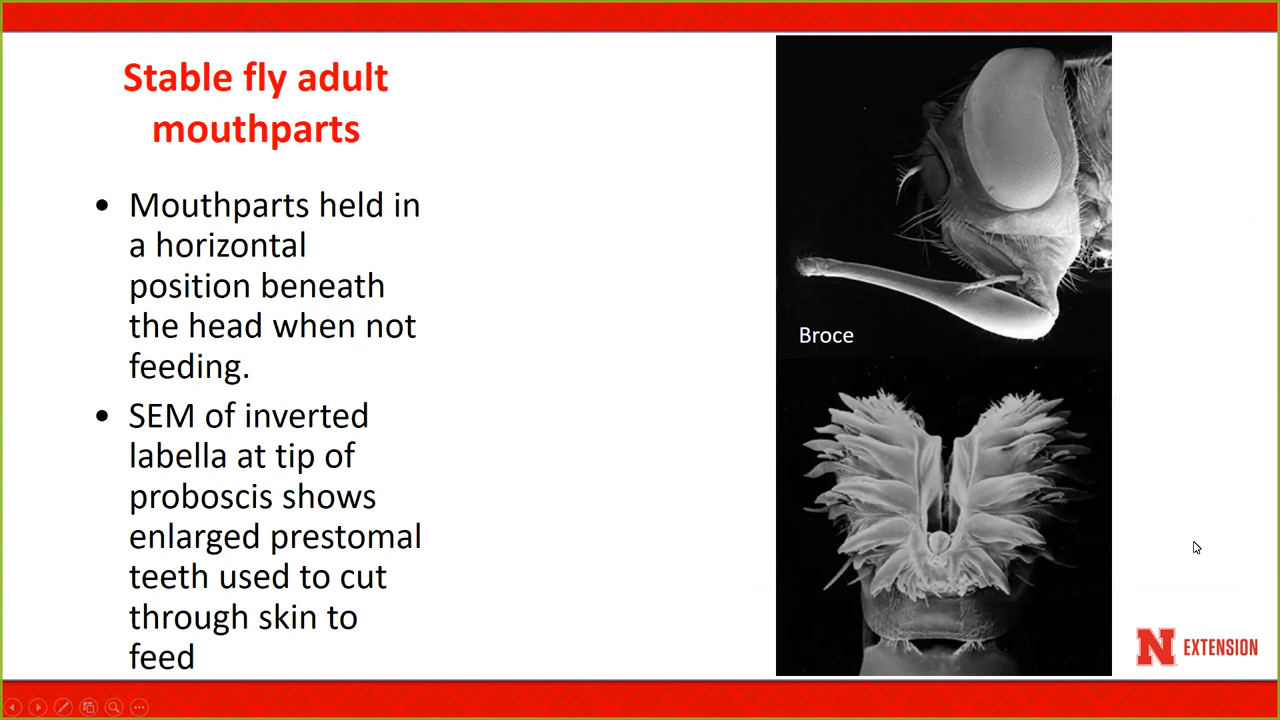 Stable fly adult
mouthparts
• Mouthparts held in
a horizontal
position beneath
the head when not
feeding.
• SEM of inverted
labella at tip of
proboscis shows
enlarged prestomal
teeth used to cut
through skin to
feed
Broce
N EXTENSION